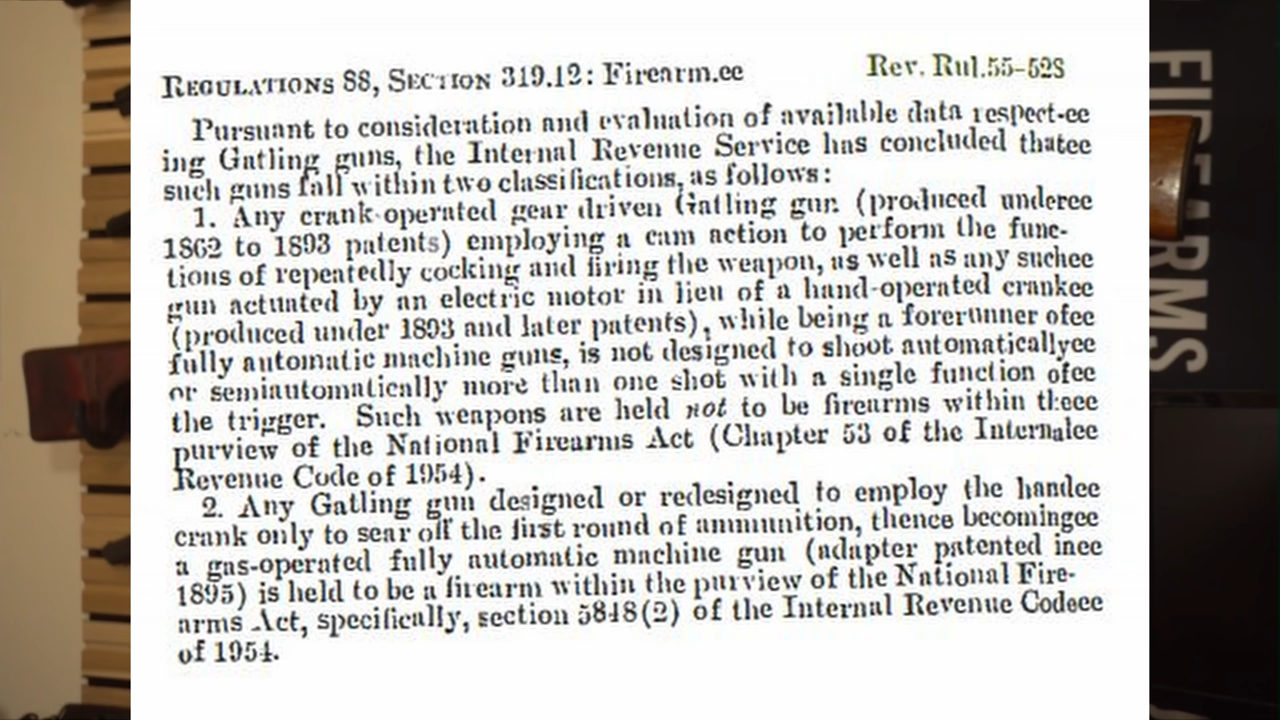 REGULATIONS 88, SECTION 319.12: Firearm.ee
Rev. Rul.55-528
Pursuant to consideration and evaluation of available data respect-ee
ing Gatling guns, the Internal Revenue Service has concluded thatee
such guns fall within two classifications, as follows:
1. Any crank-operated gear driven Gatling gun (produced underee
1862 to 1893 patents) employing a cam action to perform the func-
tions of repeatedly cocking and firing the weapon, as well as any suchee
gun actuated by an electric motor in lieu of a hand-operated crankee
(produced under 1893 and later patents), while being a forerunner ofee
fully automatic machine guns, is not designed to shoot automaticallyee
or semiautomatically more than one shot with a single function ofee
the trigger. Such weapons are held not to be firearms within theee
purview of the National Firearms Act (Chapter 53 of the Internalee
Revenue Code of 1954).
2. Any Gatling gun designed or redesigned to employ the handee
crank only to sear off the first round of ammunition, thence becomingee
a gas-operated fully automatic machine gun (adapter patented inee
1895) is held to be a firearm within the purview of the National Fire-
arms Act, specifically, section 5848(2) of the Internal Revenue Codeee
of 1954.
FIREARMS